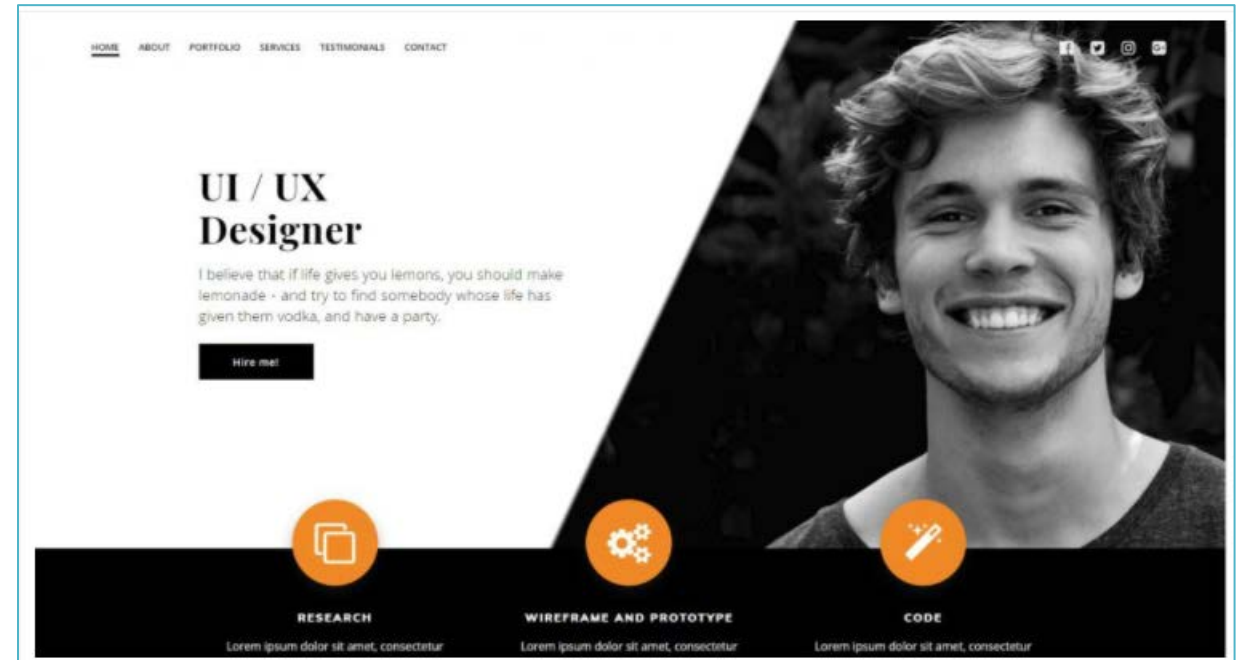 HOME ABOUT PORTFOLIO SERVICES TESTIMONIALS CONTACT
UI / UX
Designer
I believe that if life gives you lemons, you should make
lemonade - and try to find somebody whose life has
given them vodka, and have a party.
Hire me!
RESEARCH
Lorem ipsum dolor sit amet, consectetur
WIREFRAME AND PROTOTYPE
Lorem ipsum dolor sit amet, consectetur
CODE
Lorem ipsum dolor sit amet, consectetur